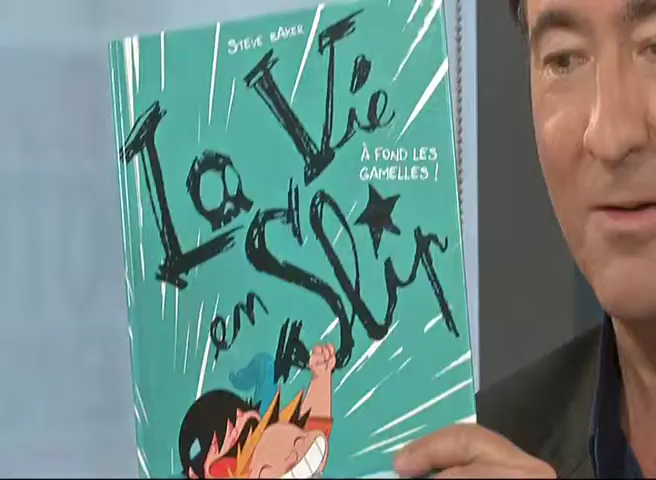 STEVE BAKER
La Vie
en "Slip"
À FOND LES
GAMELLES !